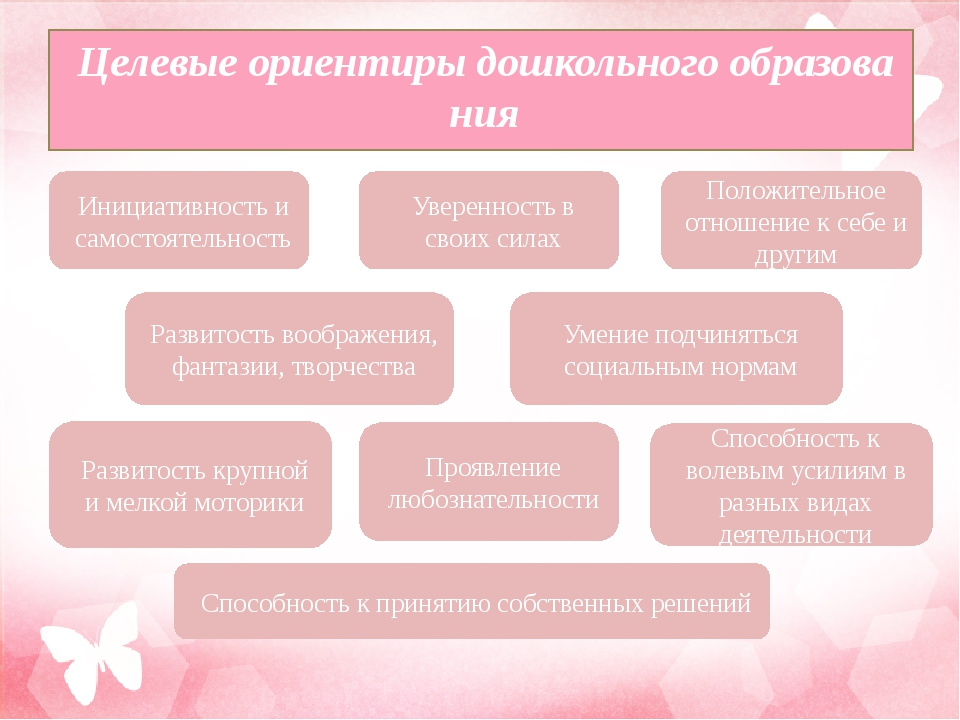 Целевые ориентиры дошкольного образова
ния
Инициативность и
самостоятельность
Уверенность в
своих силах
Положительное
отношение к себе и
другим
Развитость воображения,
фантазии, творчества
Умение подчиняться
социальным нормам
Развитость крупной
и мелкой моторики
Проявление
любознательности
Способность к
волевым усилиям в
разных видах
деятельности
Способность к принятию собственных решений